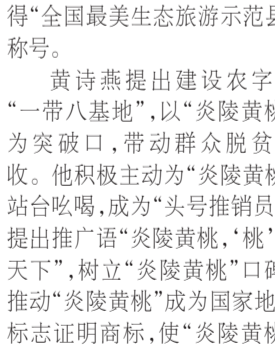 得“全国最美生态旅游示范县
称号。
黄诗燕提出建设农字
“一带八基地”,以“炎陵黄桃
为突破口,带动群众脱贫
收。他积极主动为“炎陵黄桃
站台吆喝,成为“头号推销员
提出推广语“炎陵黄桃,‘桃’
天下”,树立“炎陵黄桃”口碑
推动“炎陵黄桃”成为国家地
标志证明商标,使“炎陵黄桃